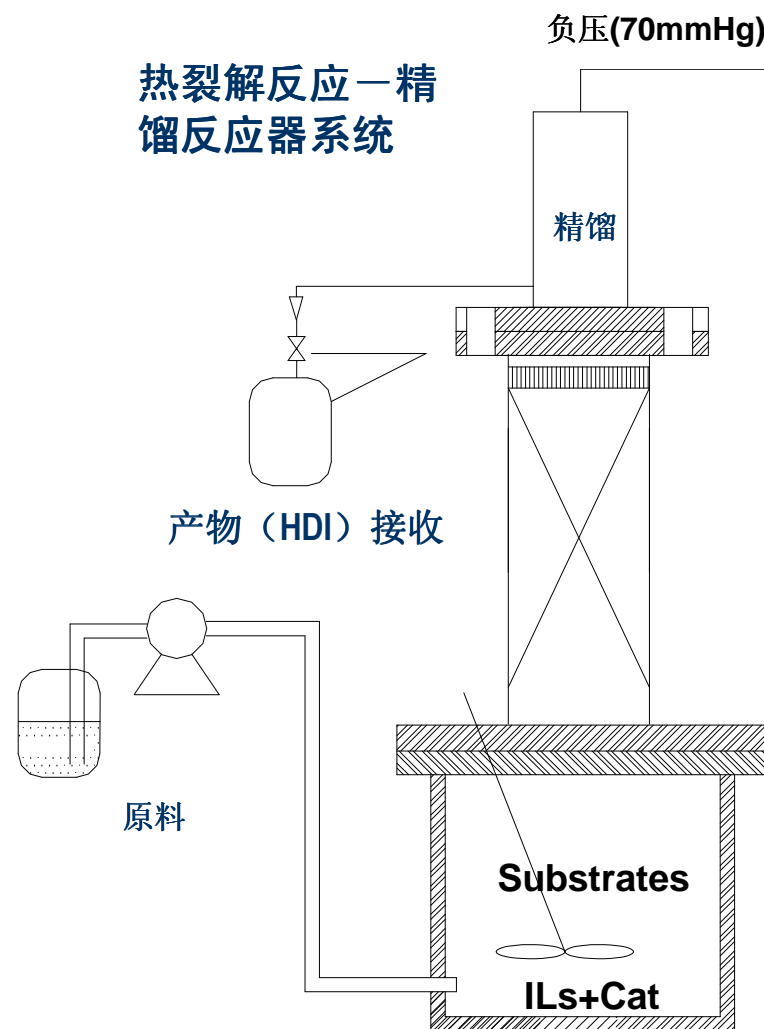 负压(70mmHg)
热裂解反应－精
馏反应器系统
精馏
产物（HDI）接收
原料
Substrates
ILs+Cat